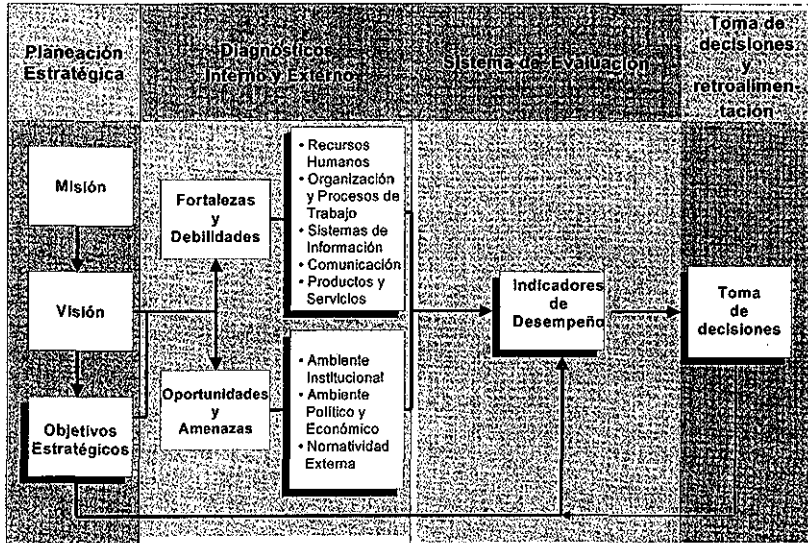 Planeación
Estratégica
Diagnósticos
Interno y Externo
Sistema de Evaluación
Toma de
decisiones
y
retroalimen-
tación
Misión
Visión
Objetivos
Estratégicos
Fortalezas
y
Debilidades
Oportunidades
y
Amenazas
• Recursos
Humanos
• Organización
y Procesos de
Trabajo
• Sistemas de
Información
• Comunicación
• Productos y
Servicios
• Ambiente
Institucional
• Ambiente
Político y
Económico
• Normatividad
Externa
Indicadores
de
Desempeño
Toma
de
decisiones